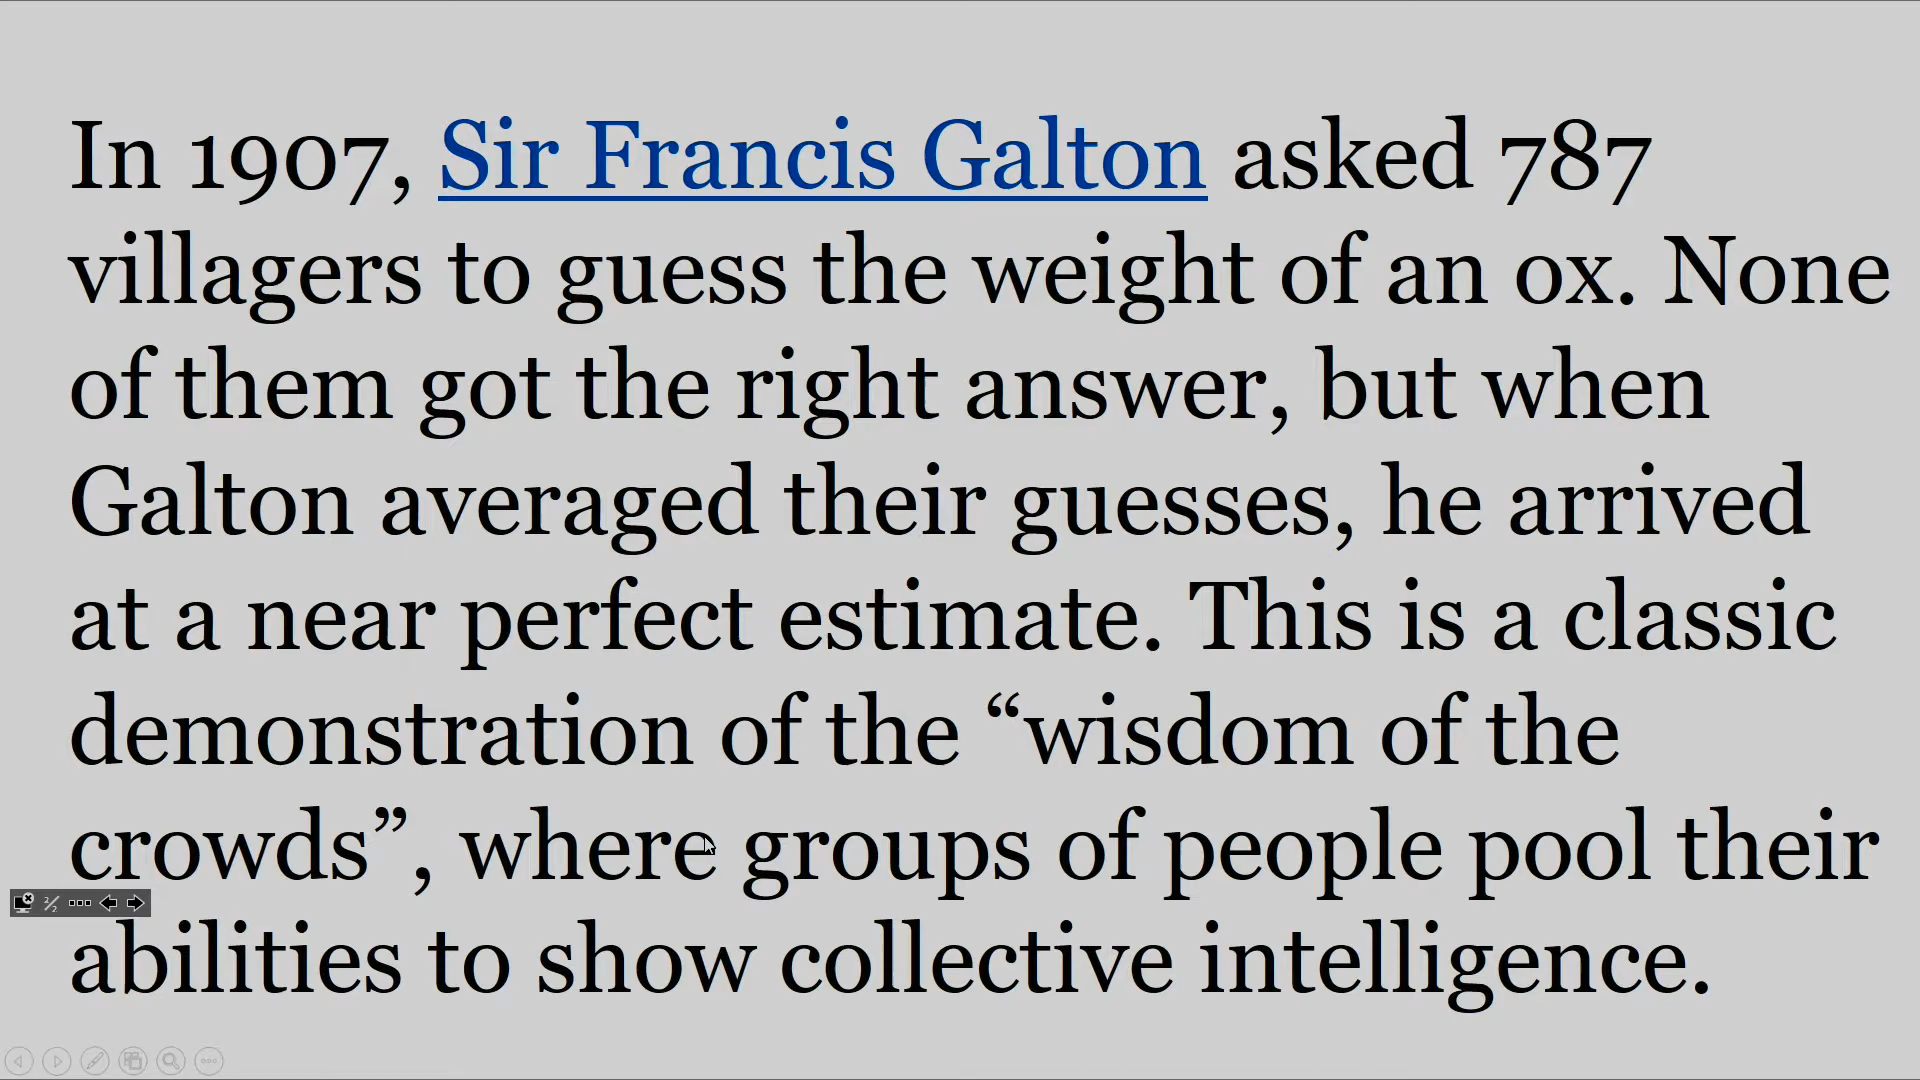 In 1907, Sir Francis Galton asked 787
villagers to guess the weight of an ox. None
of them got the right answer, but when
Galton averaged their guesses, he arrived
at a near perfect estimate. This is a classic
demonstration of the “wisdom of the
crowds”, where groups of people pool their
abilities to show collective intelligence.